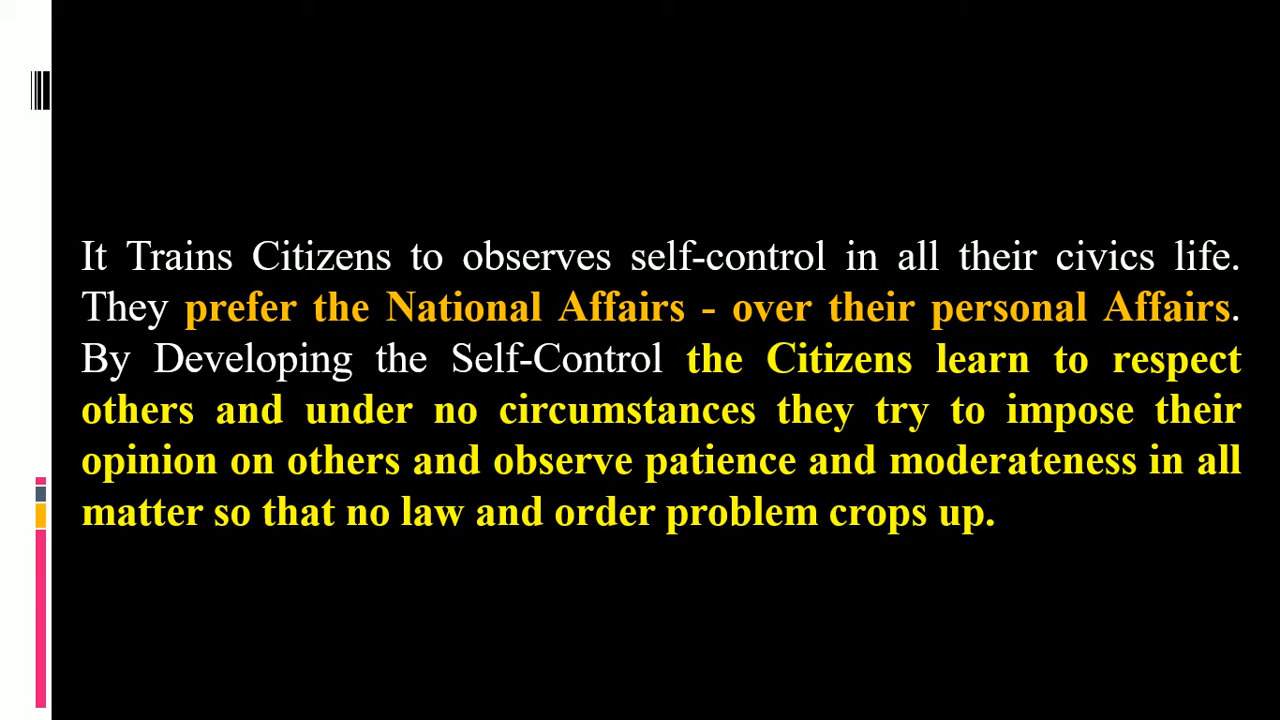 It Trains Citizens to observes self-control in all their civics life.
They prefer the National Affairs - over their personal Affairs.
By Developing the Self-Control the Citizens learn to respect
others and under no circumstances they try to impose their
opinion on others and observe patience and moderateness in all
matter so that no law and order problem crops up.